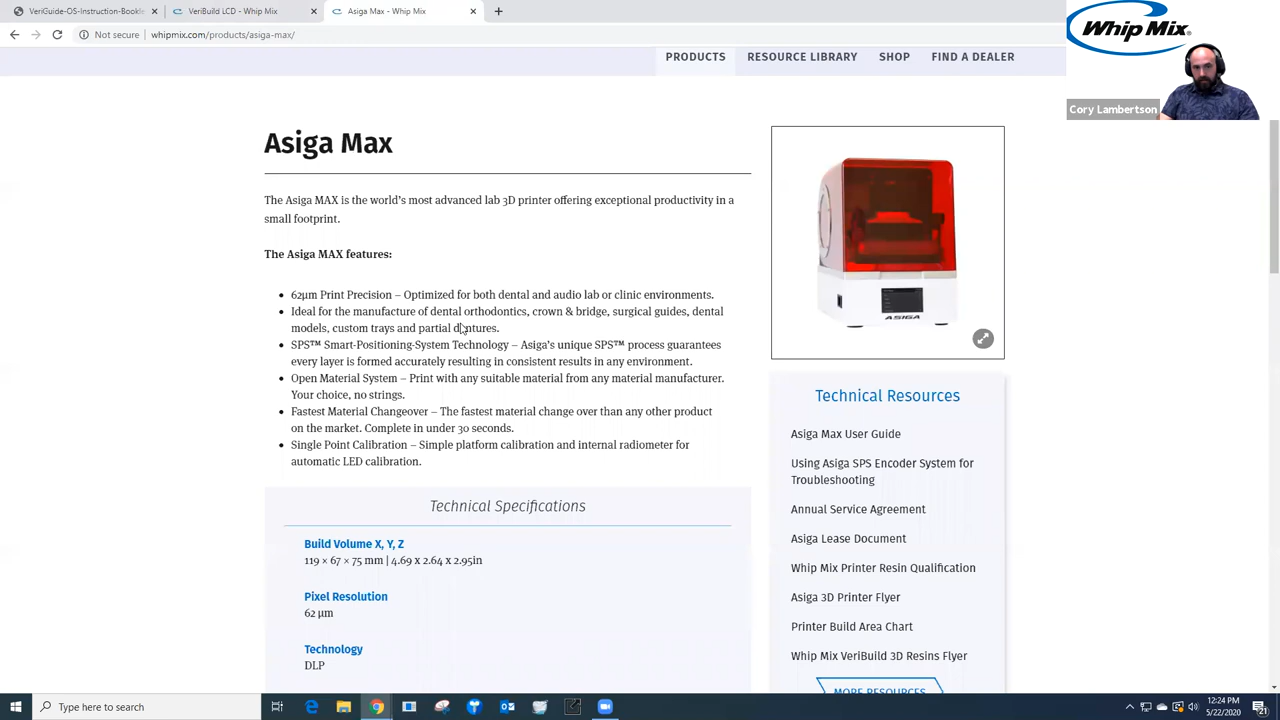 VeriGuide-OS-Instruction-Bookle
VeriBuild LCD - Whip Mix
Asiga Max - Whip Mix
Not secure
whipmix.com/products/asiga-max/
Whip Mix®
Cory Lambertson
PRODUCTS RESOURCE LIBRARY SHOP FIND A DEALER
Asiga Max
The Asiga MAX is the world's most advanced lab 3D printer offering exceptional productivity in a
small footprint.
The Asiga MAX features:
• 62µm Print Precision – Optimized for both dental and audio lab or clinic environments.
• Ideal for the manufacture of dental orthodontics, crown & bridge, surgical guides, dental
models, custom trays and partial dentures.
• SPS™ Smart-Positioning-System Technology – Asiga's unique SPS™ process guarantees
every layer is formed accurately resulting in consistent results in any environment.
• Open Material System – Print with any suitable material from any material manufacturer.
Your choice, no strings.
• Fastest Material Changeover – The fastest material change over than any other product
on the market. Complete in under 30 seconds.
• Single Point Calibration – Simple platform calibration and internal radiometer for
automatic LED calibration.
Technical Specifications
Build Volume X, Y, Z
119 × 67 × 75 mm | 4.69 x 2.64 x 2.95in
Pixel Resolution
62 µm
Technology
DLP
ASIGA
Technical Resources
Asiga Max User Guide
Using Asiga SPS Encoder System for
Troubleshooting
Annual Service Agreement
Asiga Lease Document
Whip Mix Printer Resin Qualification
Asiga 3D Printer Flyer
Printer Build Area Chart
Whip Mix VeriBuild 3D Resins Flyer
MORE RESOURCES
Type here to search
12:24 PM
5/22/2020
21